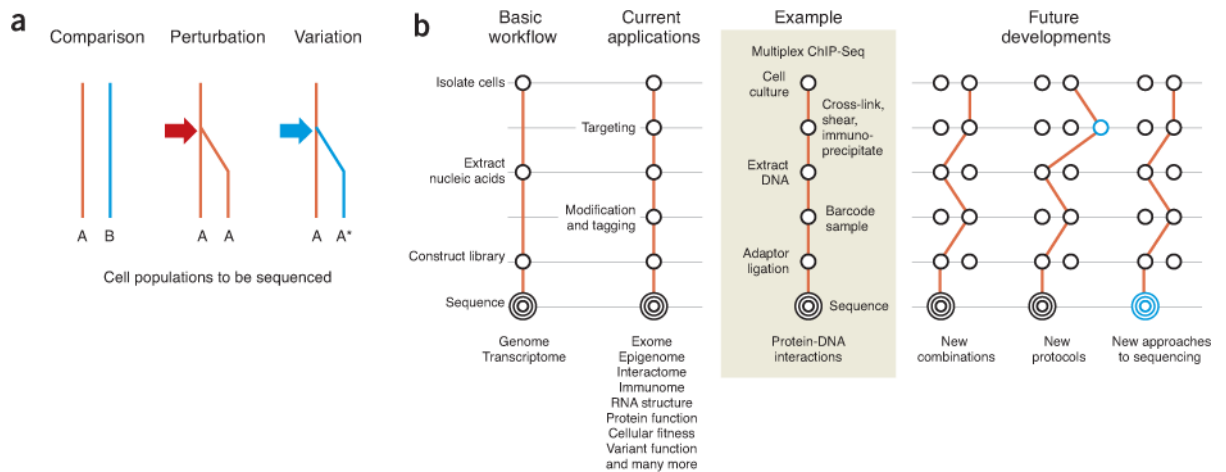 a
Comparison
Perturbation
Variation
A
B
A
A
A
A*
Cell populations to be sequenced
b
Basic
workflow
Current
applications
Example
Future
developments
Multiplex ChIP-Seq
Isolate cells
Cell
culture
Targeting
Cross-link,
shear,
immuno-
precipitate
Extract
nucleic acids
Extract
DNA
Modification
and tagging
Barcode
sample
Construct library
Adaptor
ligation
Sequence
Sequence
Genome
Transcriptome
Exome
Epigenome
Interactome
Immunome
RNA structure
Protein function
Cellular fitness
Variant function
and many more
Protein-DNA
interactions
New
combinations
New
protocols
New approaches
to sequencing